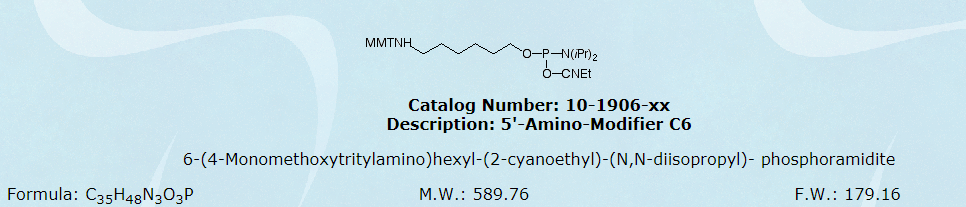 MMTNH
O–P–N(iPr)₂
O–CNEt
Catalog Number: 10-1906-xx
Description: 5'-Amino-Modifier C6
6-(4-Monomethoxytritylamino)hexyl-(2-cyanoethyl)-(N,N-diisopropyl)- phosphoramidite
Formula: C₃₅H₄₈N₃O₃P M.W.: 589.76 F.W.: 179.16